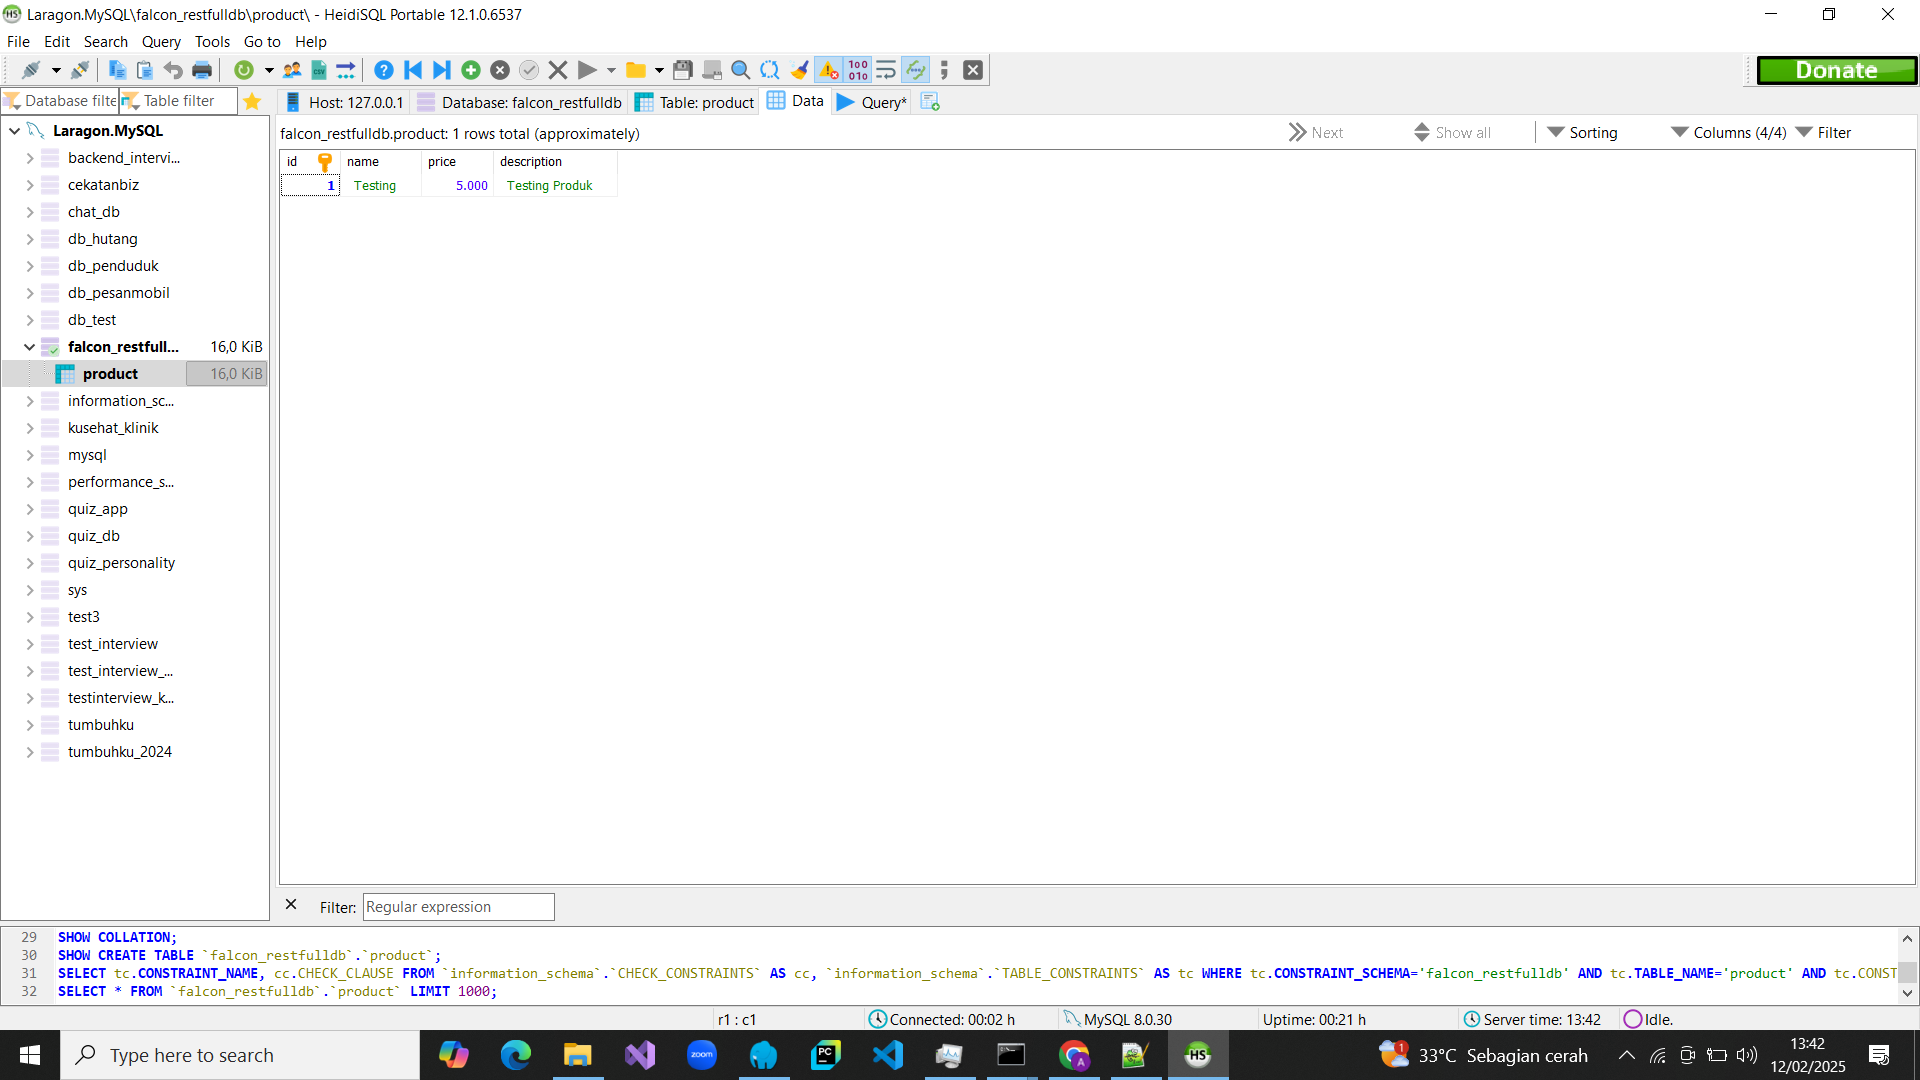 Laragon.MySQL\falcon_restfulldb\product\ - HeidiSQL Portable 12.1.0.6537
File Edit Search Query Tools Go to Help
Donate
Database filte Table filter
Host: 127.0.0.1 Database: falcon_restfulldb Table: product Data Query*
Laragon.MySQL
backend_intervi...
cekatanbiz
chat_db
db_hutang
db_penduduk
db_pesanmobil
db_test
falcon_restfull... 16,0 KiB
product 16,0 KiB
information_sc...
kusehat_klinik
mysql
performance_s...
quiz_app
quiz_db
quiz_personality
sys
test3
test_interview
test_interview_...
testinterview_k...
tumbuhku
tumbuhku_2024
falcon_restfulldb.product: 1 rows total (approximately)
Next Show all Sorting Columns (4/4) Filter
id name price description
1 Testing 5.000 Testing Produk
Filter: Regular expression
29 SHOW COLLATION;
30 SHOW CREATE TABLE `falcon_restfulldb`.`product`;
31 SELECT tc.CONSTRAINT_NAME, cc.CHECK_CLAUSE FROM `information_schema`.`CHECK_CONSTRAINTS` AS cc, `information_schema`.`TABLE_CONSTRAINTS` AS tc WHERE tc.CONSTRAINT_SCHEMA='falcon_restfulldb' AND tc.TABLE_NAME='product' AND tc.CONST
32 SELECT * FROM `falcon_restfulldb`.`product` LIMIT 1000;
r1 : c1 Connected: 00:02 h MySQL 8.0.30 Uptime: 00:21 h Server time: 13:42 Idle.
Type here to search
zoom
PC
HS
1
33°C Sebagian cerah
13:42
12/02/2025